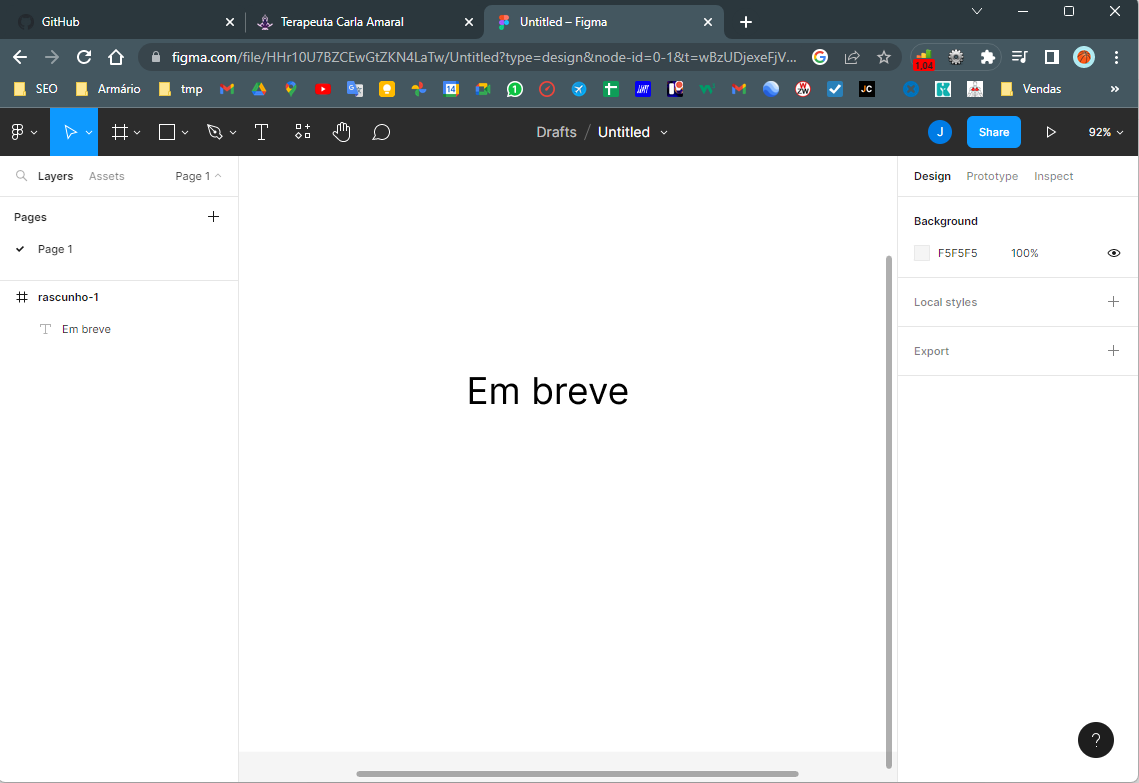 GitHub
Terapeuta Carla Amaral
Untitled – Figma
figma.com/file/HHr10U7BZCEwGtZKN4LaTw/Untitled?type=design&node-id=0-1&t=wBzUDjexeFjV...
1.04
SEO
Armário
tmp
14
1
ZW
JC
Vendas
Drafts / Untitled
J
Share
92%
Layers
Assets
Page 1
Design
Prototype
Inspect
Pages
Page 1
Background
F5F5F5
100%
rascunho-1
Em breve
Local styles
Export
Em breve
?